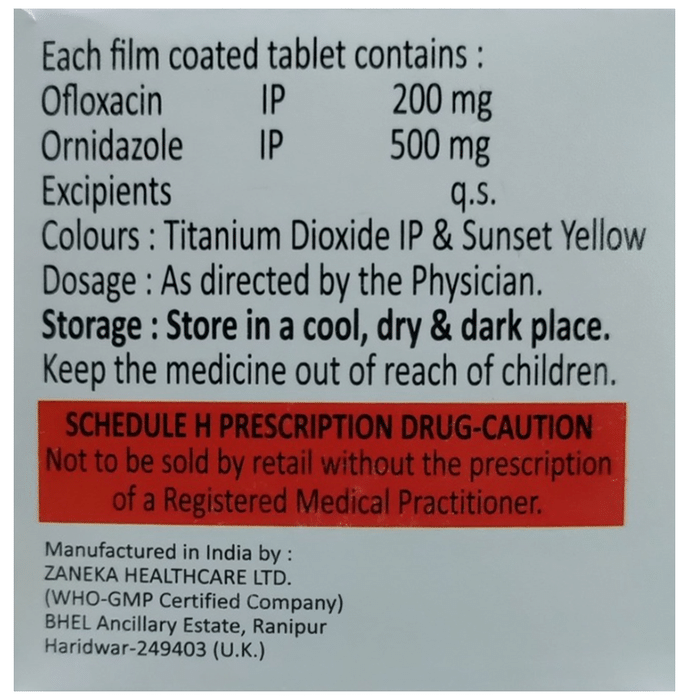 Each film coated tablet contains :
Ofloxacin IP 200 mg
Ornidazole IP 500 mg
Excipients q.s.
Colours : Titanium Dioxide IP & Sunset Yellow
Dosage : As directed by the Physician.
Storage : Store in a cool, dry & dark place.
Keep the medicine out of reach of children.
SCHEDULE H PRESCRIPTION DRUG-CAUTION
Not to be sold by retail without the prescription
of a Registered Medical Practitioner.
Manufactured in India by :
ZANEKA HEALTHCARE LTD.
(WHO-GMP Certified Company)
BHEL Ancillary Estate, Ranipur
Haridwar-249403 (U.K.)